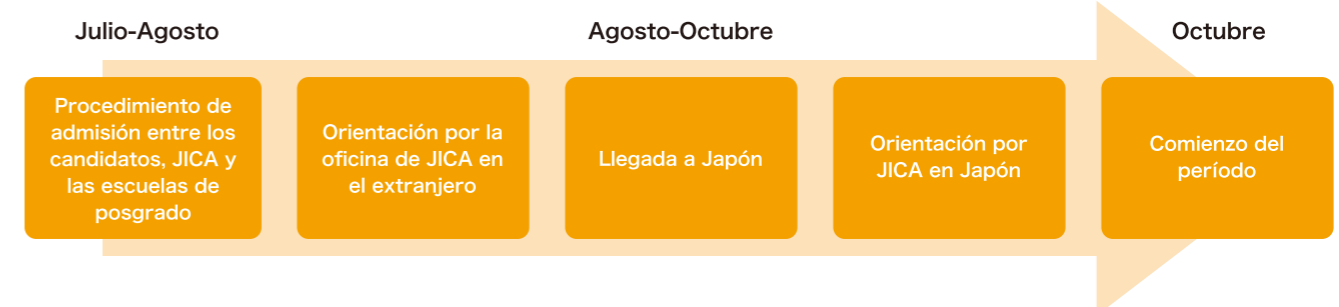 Julio-Agosto
Agosto-Octubre
Octubre
Procedimiento de
admisión entre los
candidatos, JICA y
las escuelas de
posgrado
Orientación por la
oficina de JICA en
el extranjero
Llegada a Japón
Orientación por
JICA en Japón
Comienzo del
período